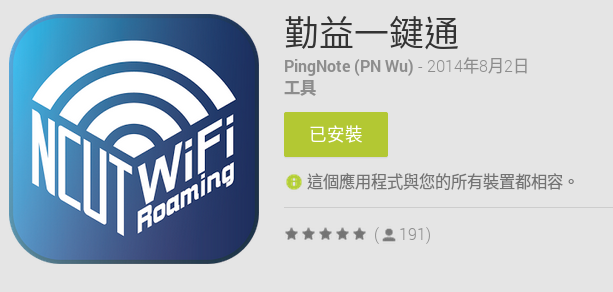 NCUT WiFi
Roaming
勤益一鍵通
PingNote (PN Wu) - 2014年8月2日
工具
已安裝
這個應用程式與您的所有裝置都相容。
(191)